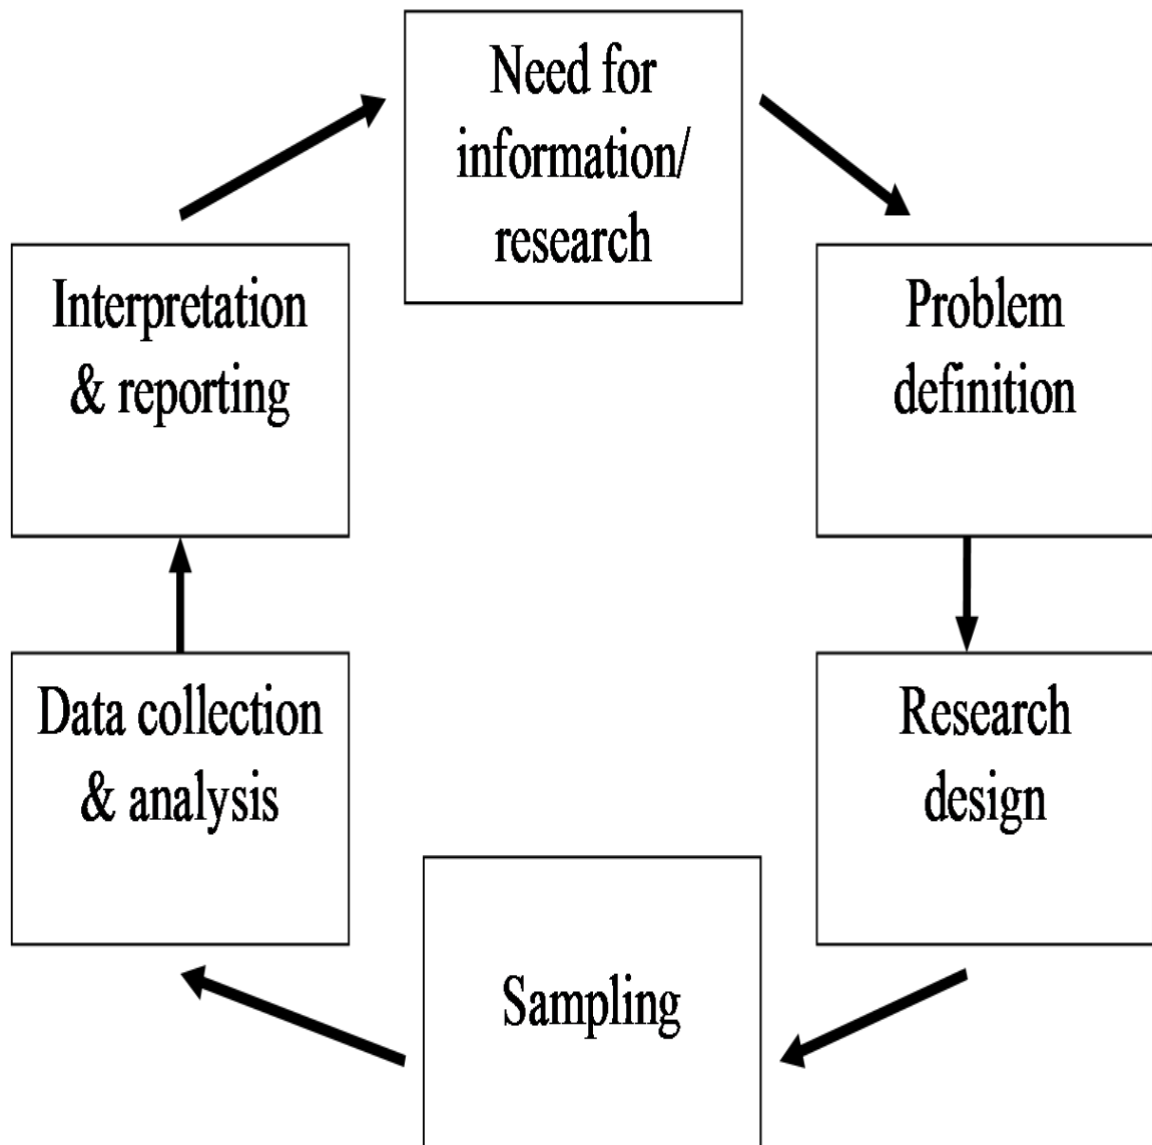 Need for
information/
research
Problem
definition
Research
design
Sampling
Data collection
& analysis
Interpretation
& reporting